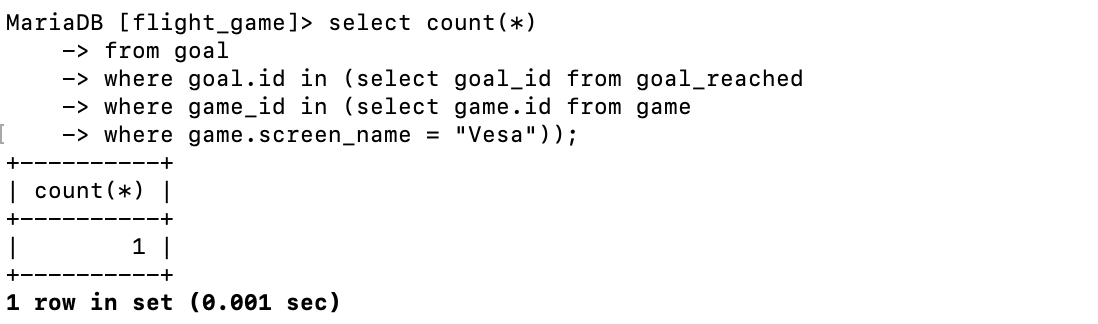 MariaDB [flight_game]> select count(*)
    -> from goal
    -> where goal.id in (select goal_id from goal_reached
    -> where game_id in (select game.id from game
    -> where game.screen_name = "Vesa"));
+----------+
| count(*) |
+----------+
|        1 |
+----------+
1 row in set (0.001 sec)